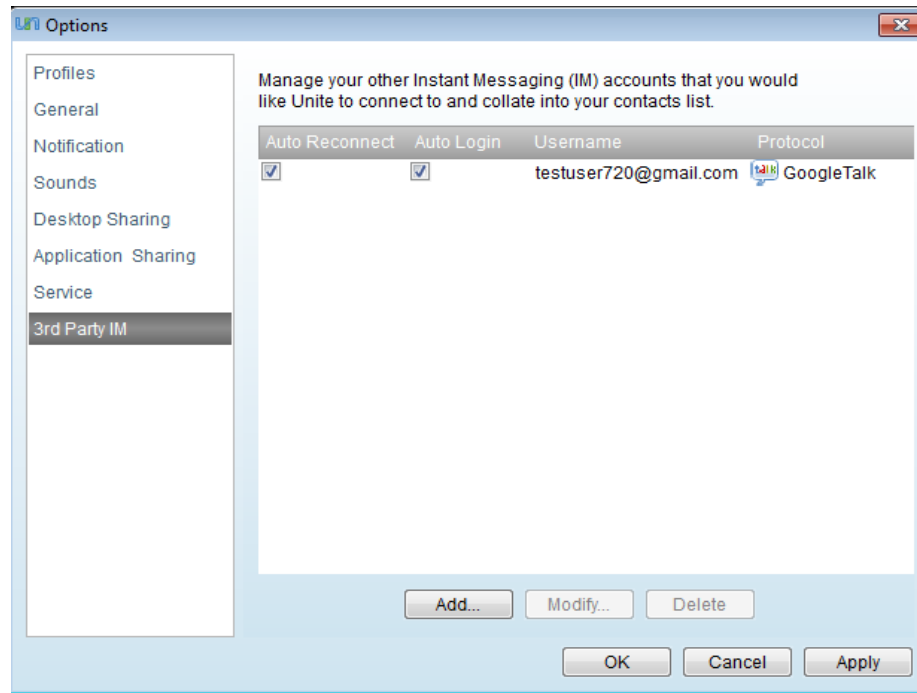 Options
Profiles
General
Notification
Sounds
Desktop Sharing
Application Sharing
Service
3rd Party IM
Manage your other Instant Messaging (IM) accounts that you would
like Unite to connect to and collate into your contacts list.
Auto Reconnect Auto Login Username Protocol
testuser720@gmail.com talk GoogleTalk
Add... Modify... Delete
OK Cancel Apply